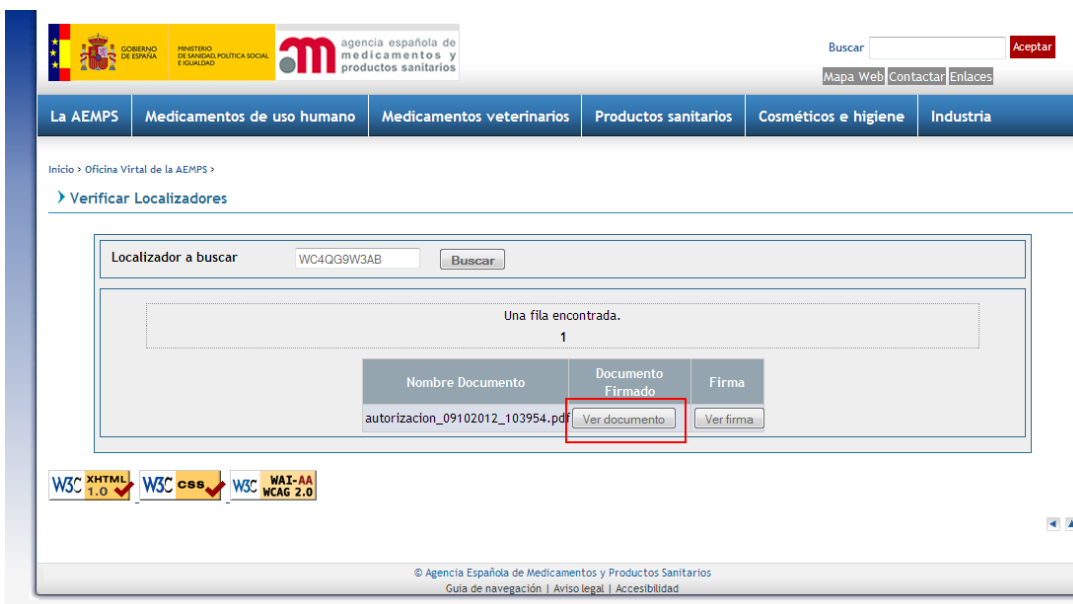 GOBIERNO
DE ESPAÑA
MINISTERIO
DE SANIDAD, POLÍTICA SOCIAL
E IGUALDAD
agencia española de
medicamentos y
productos sanitarios
Buscar
Aceptar
Mapa Web Contactar Enlaces
La AEMPS Medicamentos de uso humano Medicamentos veterinarios Productos sanitarios Cosméticos e higiene Industria
Inicio > Oficina Virtal de la AEMPS >
Verificar Localizadores
Localizador a buscar WC4QG9W3AB Buscar
Una fila encontrada.
1
Nombre Documento Documento Firmado Firma
autorizacion_09102012_103954.pdf Ver documento Ver firma
W3C XHTML 1.0 W3C css W3C WAI-AA WCAG 2.0
© Agencia Española de Medicamentos y Productos Sanitarios
Guia de navegación | Aviso legal | Accesibilidad